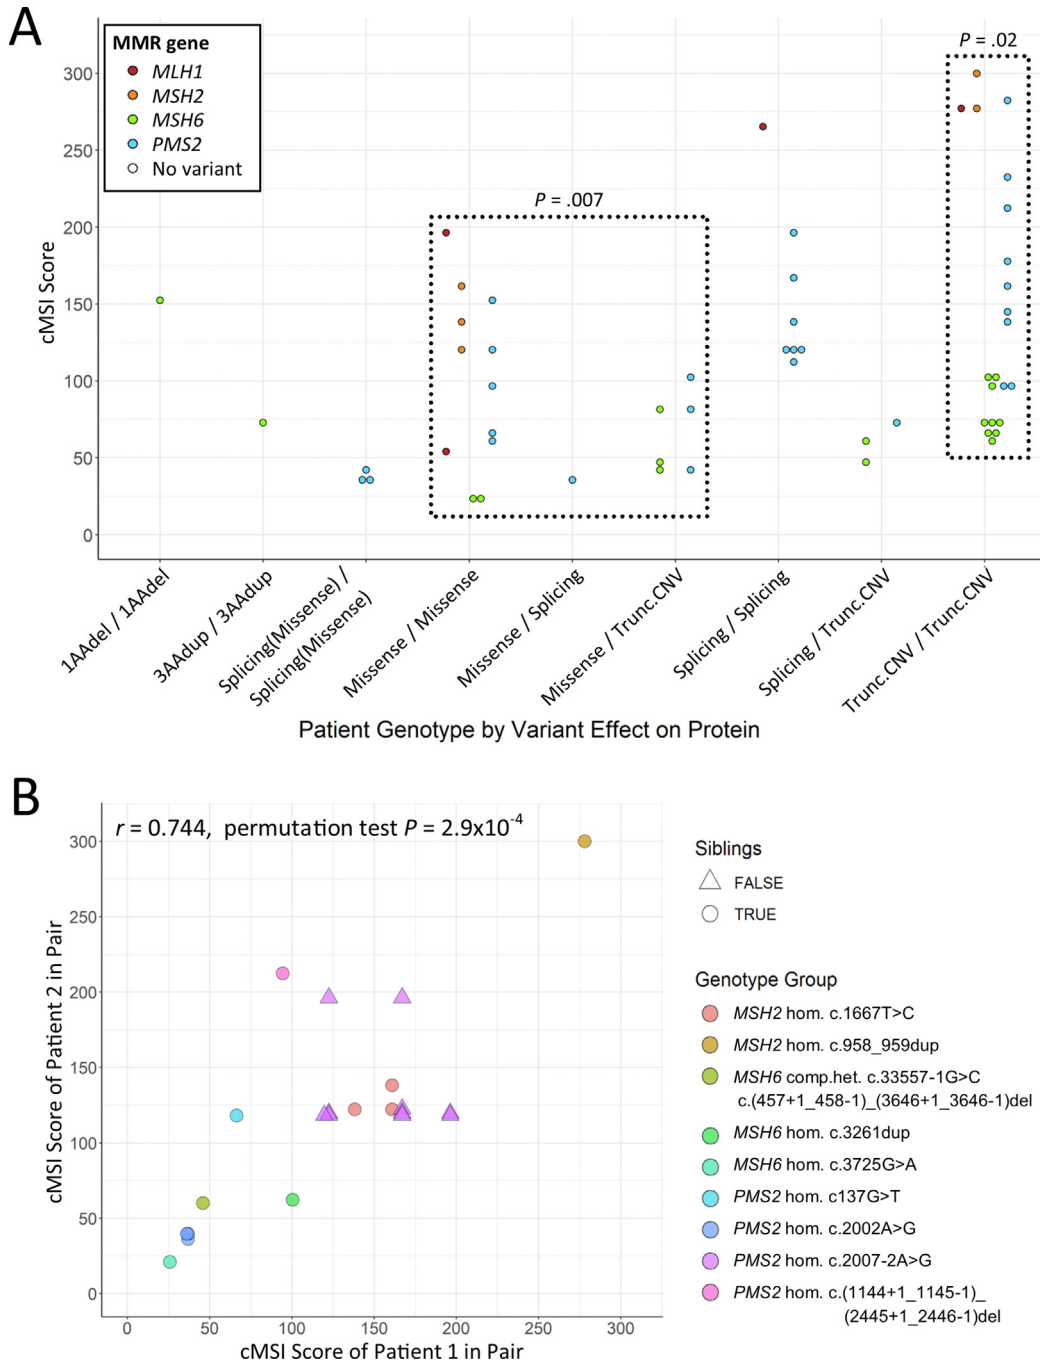 A
MMR gene
MLH1
MSH2
MSH6
PMS2
No variant
P = .02
P = .007
300
250
200
150
100
50
0
cMSI Score
1AAdel / 1AAdel
3AAdup / 3AAdup
Splicing(Missense) /
Splicing(Missense)
Missense / Missense
Missense / Splicing
Missense / Trunc.CNV
Splicing / Splicing
Splicing / Trunc.CNV
Trunc.CNV / Trunc.CNV
Patient Genotype by Variant Effect on Protein
B
r = 0.744, permutation test P = 2.9x10⁻⁴
300
250
200
150
100
50
0
cMSI Score of Patient 2 in Pair
0 50 100 150 200 250 300
cMSI Score of Patient 1 in Pair
Siblings
FALSE
TRUE
Genotype Group
MSH2 hom. c.1667T>C
MSH2 hom. c.958_959dup
MSH6 comp.het. c.33557-1G>C
c.(457+1_458-1)_(3646+1_3646-1)del
MSH6 hom. c.3261dup
MSH6 hom. c.3725G>A
PMS2 hom. c137G>T
PMS2 hom. c.2002A>G
PMS2 hom. c.2007-2A>G
PMS2 hom. c.(1144+1_1145-1)_
(2445+1_2446-1)del